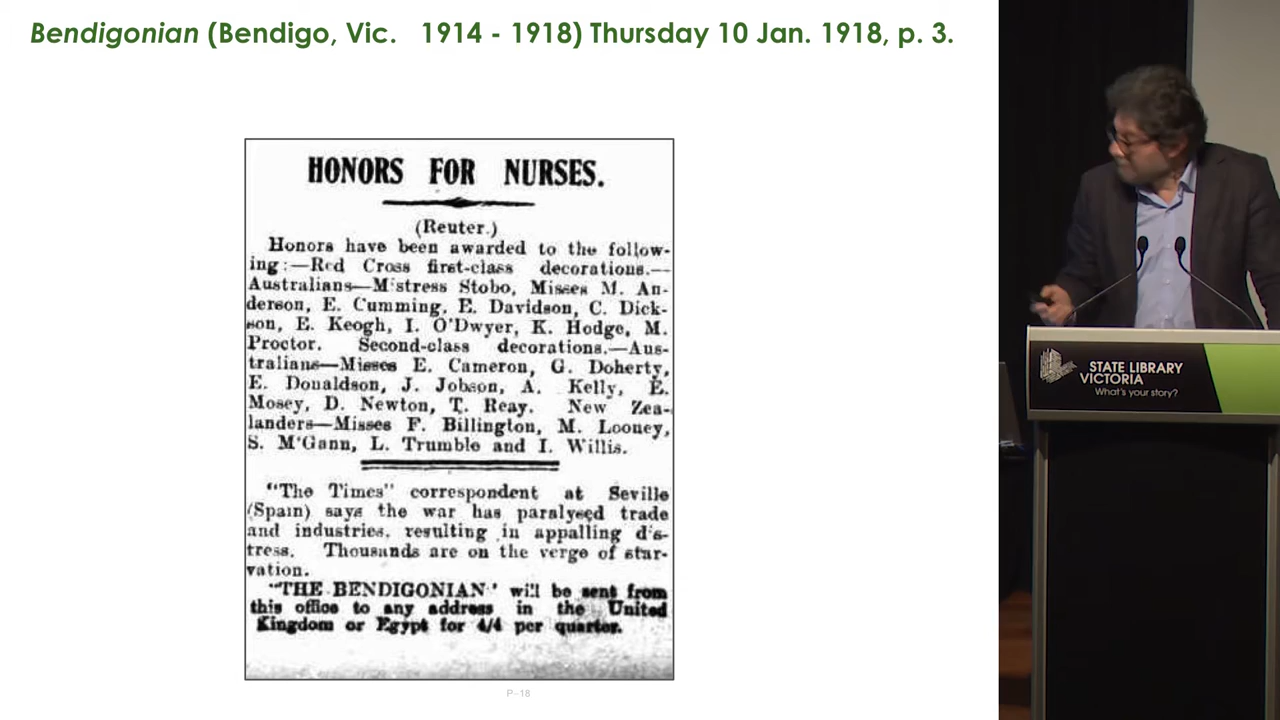 Bendigonian (Bendigo, Vic. 1914 - 1918) Thursday 10 Jan. 1918, p. 3.
HONORS FOR NURSES.
(Reuter.)
Honors have been awarded to the follow-
ing:—Red Cross first-class decorations.—
Australians—Mistress Stobo, Misses M. An-
derson, E. Cumming, E. Davidson, C. Dick-
son, E. Keogh, I. O'Dwyer, K. Hodge, M.
Proctor. Second-class decorations.—Aus-
tralians—Misses E. Cameron, G. Doherty,
E. Donaldson, J. Jobson, A. Kelly, E.
Mosey, D. Newton, T. Reay. New Zea-
landers—Misses F. Billington, M. Looney,
S. M'Gann, L. Trumble and I. Willis.
"The Times" correspondent at Seville
(Spain) says the war has paralysed trade
and industries, resulting in appalling dis-
tress. Thousands are on the verge of star-
vation.
"THE BENDIGONIAN' will be sent from
this office to any address in the United
Kingdom or Egypt for 4/4 per quarter.
P-18
STATE LIBRARY
VICTORIA
What's your story?